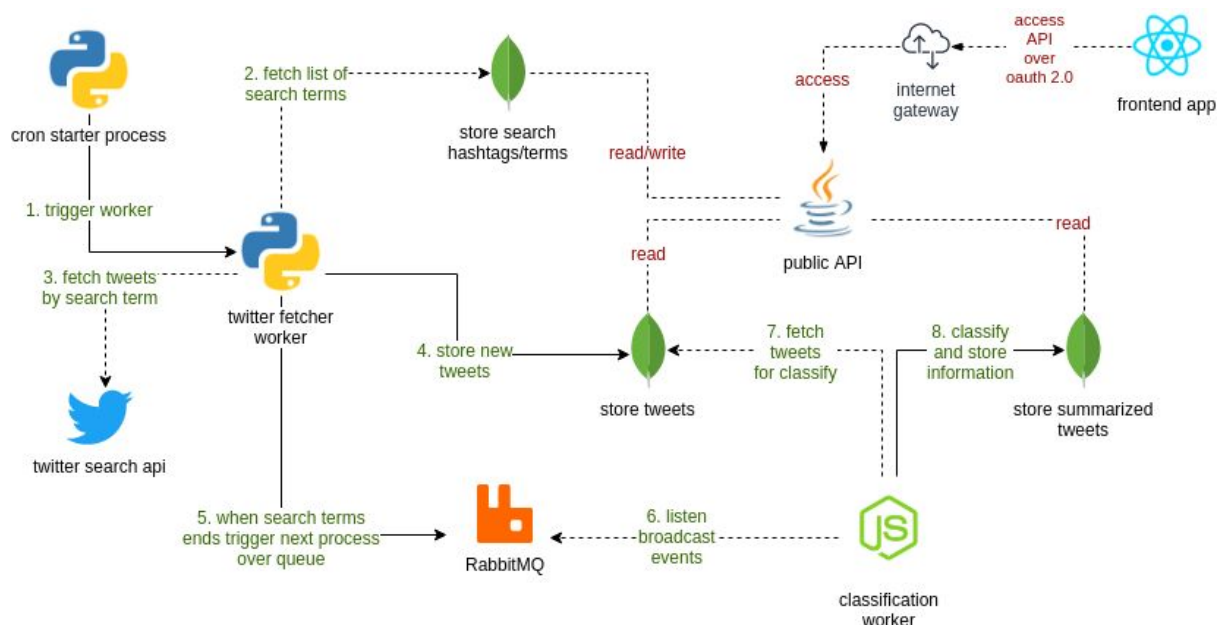 cron starter process
2. fetch list of
search terms
store search
hashtags/terms
access
internet
gateway
access
API
over
oauth 2.0
frontend app
read/write
1. trigger worker
3. fetch tweets
by search term
twitter fetcher
worker
read
public API
read
4. store new
tweets
store tweets
7. fetch
tweets
for classify
8. classify
and store
information
store summarized
tweets
twitter search api
5. when search terms
ends trigger next process
over queue
RabbitMQ
6. listen
broadcast
events
JS
classification
worker